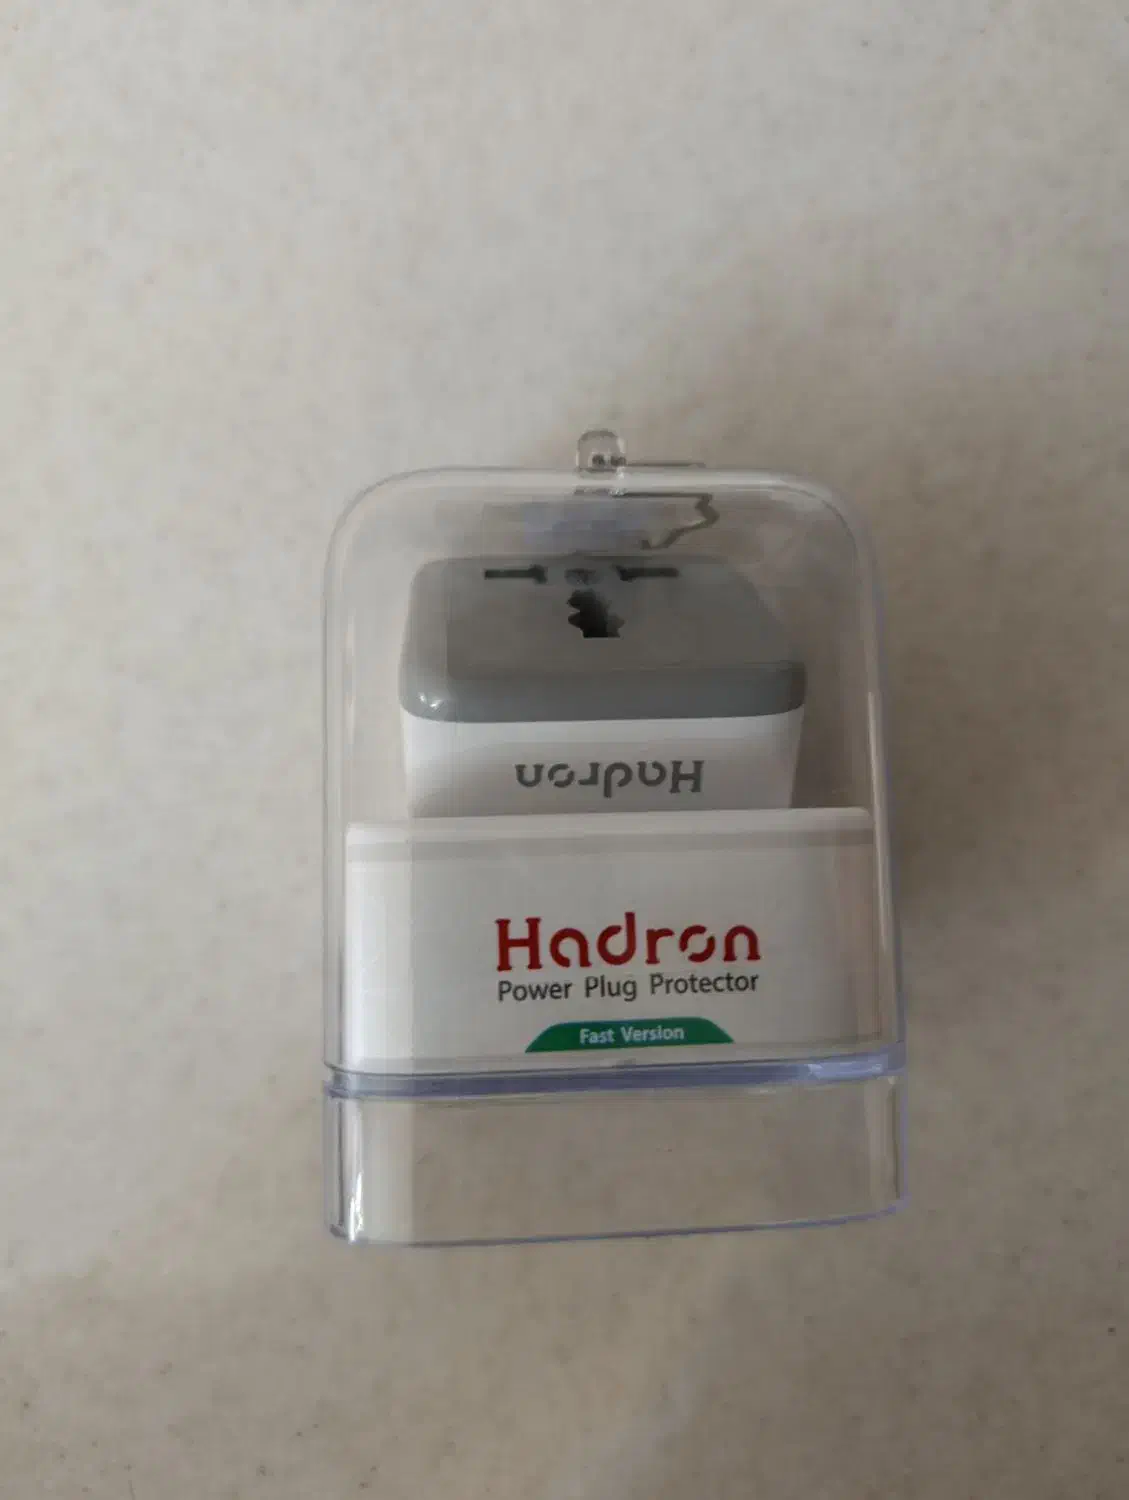 Hadron
Hadron
Power Plug Protector
Fast Version